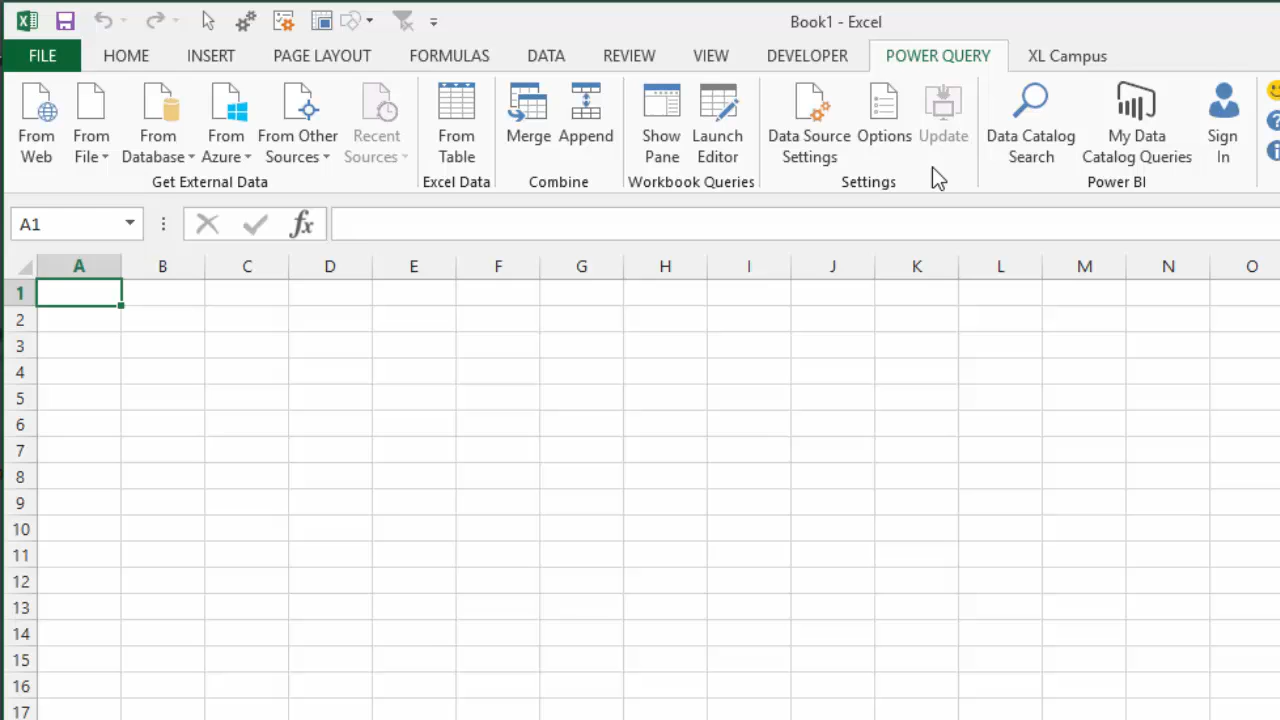 Book1 - Excel
FILE HOME INSERT PAGE LAYOUT FORMULAS DATA REVIEW VIEW DEVELOPER POWER QUERY XL Campus
From Web
From File
From Database
From Azure
From Other Sources
Recent Sources
Get External Data
From Table
Excel Data
Merge
Append
Combine
Show Pane
Launch Editor
Workbook Queries
Data Source Settings
Options
Update
Settings
Data Catalog Search
My Data Catalog Queries
Sign In
Power BI
A1
fx
A B C D E F G H I J K L M N O
1
2
3
4
5
6
7
8
9
10
11
12
13
14
15
16
17